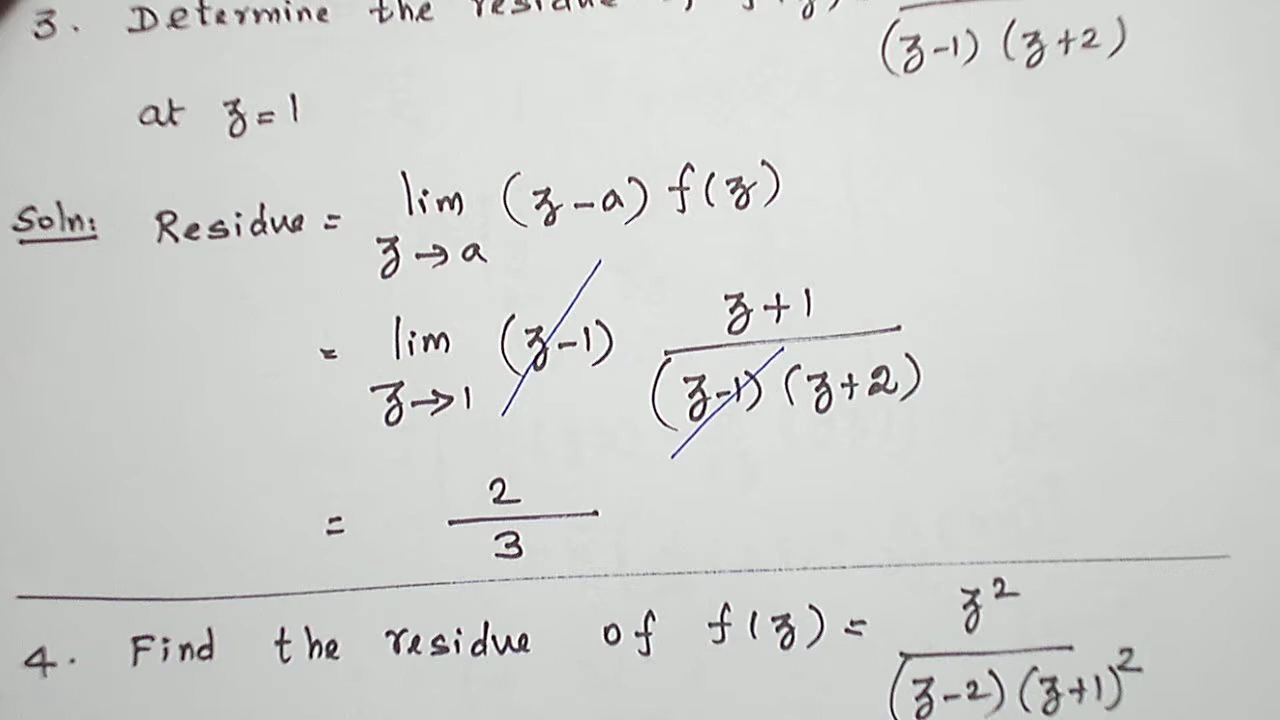 3. Determine the residue
(z-1) (z+2)
at z=1
Soln: Residue = lim z→a (z-a) f(z)
= lim z→1 (z-1) z+1 / (z-1) (z+2)
= 2 / 3
4. Find the residue of f(z) = z² / (z-2) (z+1)²